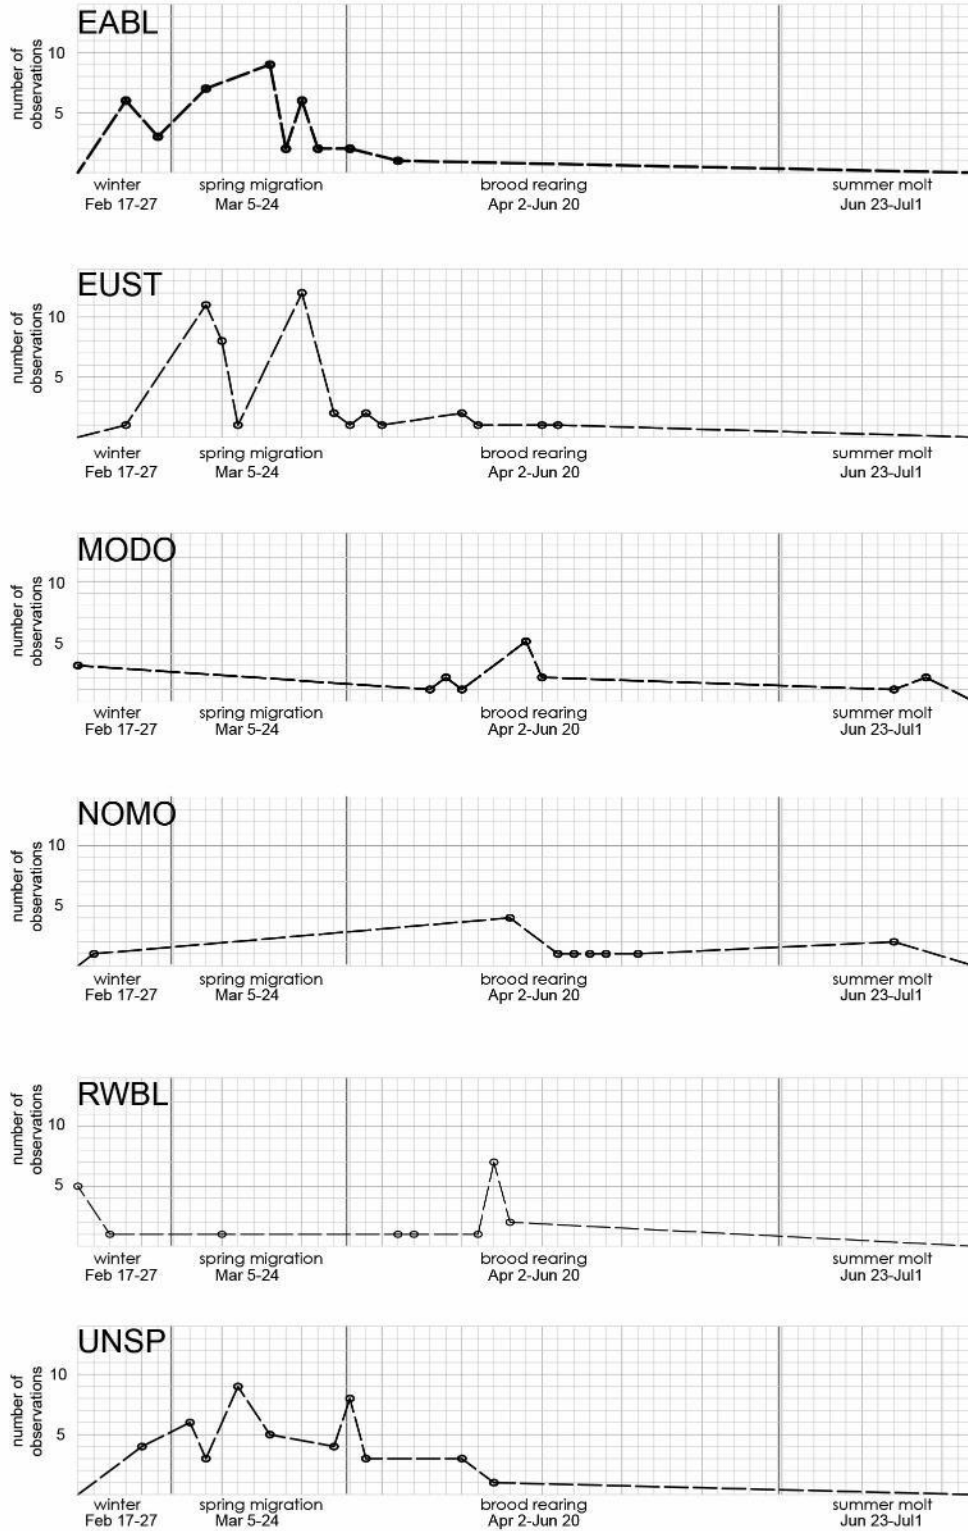 EABL
number of
observations
10
5
winter spring migration brood rearing summer molt
Feb 17-27 Mar 5-24 Apr 2-Jun 20 Jun 23-Jul1
EUST
number of
observations
10
5
winter spring migration brood rearing summer molt
Feb 17-27 Mar 5-24 Apr 2-Jun 20 Jun 23-Jul1
MODO
number of
observations
10
5
winter spring migration brood rearing summer molt
Feb 17-27 Mar 5-24 Apr 2-Jun 20 Jun 23-Jul1
NOMO
number of
observations
10
5
winter spring migration brood rearing summer molt
Feb 17-27 Mar 5-24 Apr 2-Jun 20 Jun 23-Jul1
RWBL
number of
observations
10
5
winter spring migration brood rearing summer molt
Feb 17-27 Mar 5-24 Apr 2-Jun 20 Jun 23-Jul1
UNSP
number of
observations
10
5
winter spring migration brood rearing summer molt
Feb 17-27 Mar 5-24 Apr 2-Jun 20 Jun 23-Jul1